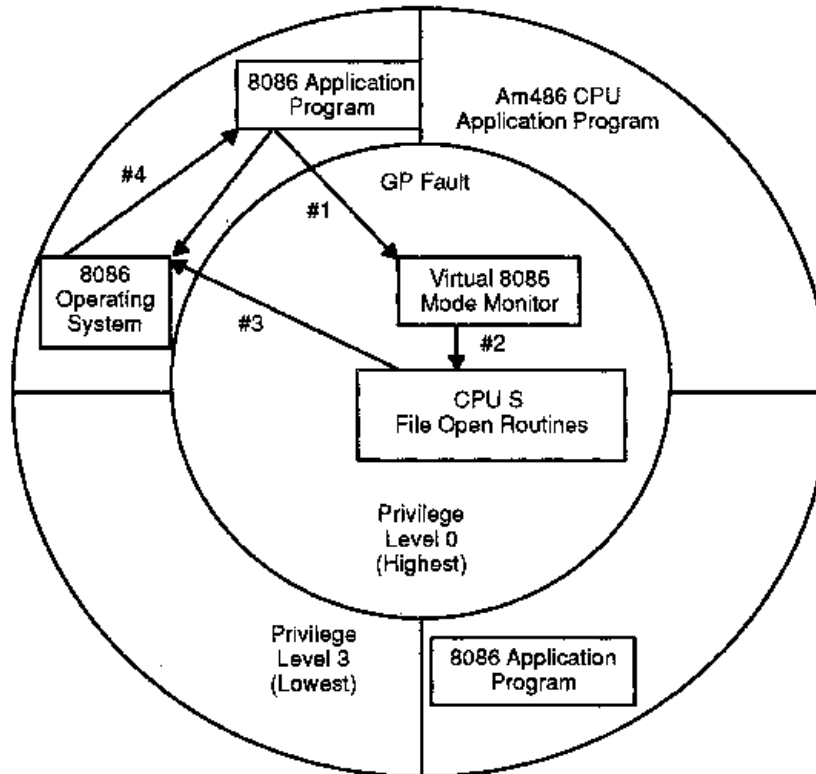 8086 Application
Program
Am486 CPU
Application Program
#4
GP Fault
#1
8086
Operating
System
Virtual 8086
Mode Monitor
#3
#2
CPU S
File Open Routines
Privilege
Level 0
(Highest)
Privilege
Level 3
(Lowest)
8086 Application
Program